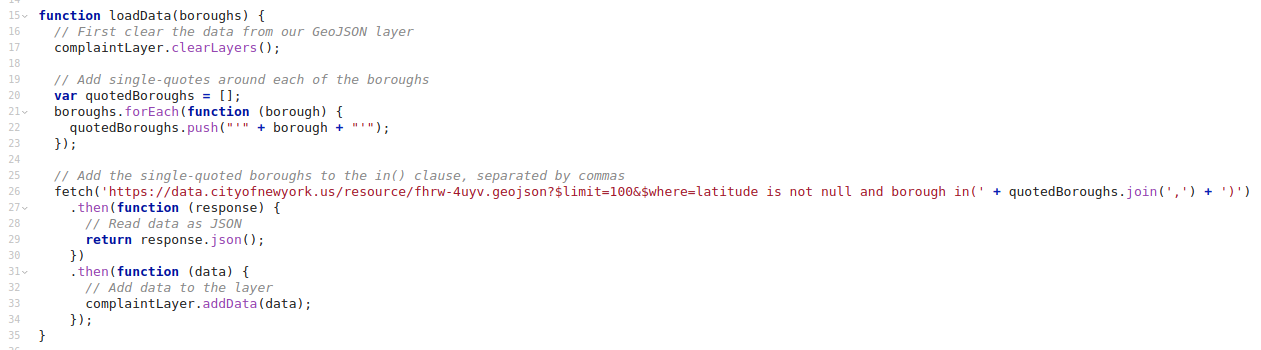 15 function loadData(boroughs) {
16   // First clear the data from our GeoJSON layer
17   complaintLayer.clearLayers();
18
19   // Add single-quotes around each of the boroughs
20   var quotedBoroughs = [];
21   boroughs.forEach(function (borough) {
22     quotedBoroughs.push("'" + borough + "'");
23   });
24
25   // Add the single-quoted boroughs to the in() clause, separated by commas
26   fetch('https://data.cityofnewyork.us/resource/fhrw-4uyv.geojson?$limit=100&$where=latitude is not null and borough in(' + quotedBoroughs.join(',') + ')')
27     .then(function (response) {
28       // Read data as JSON
29       return response.json();
30     })
31     .then(function (data) {
32       // Add data to the layer
33       complaintLayer.addData(data);
34     });
35 }